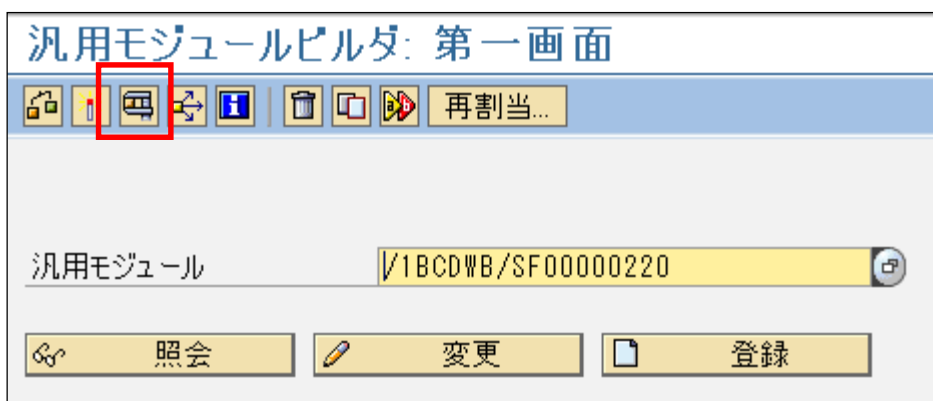 汎用モジュールビルダ: 第一画面
再割当...
汎用モジュール /1BCDWB/SF00000220
照会 変更 登録